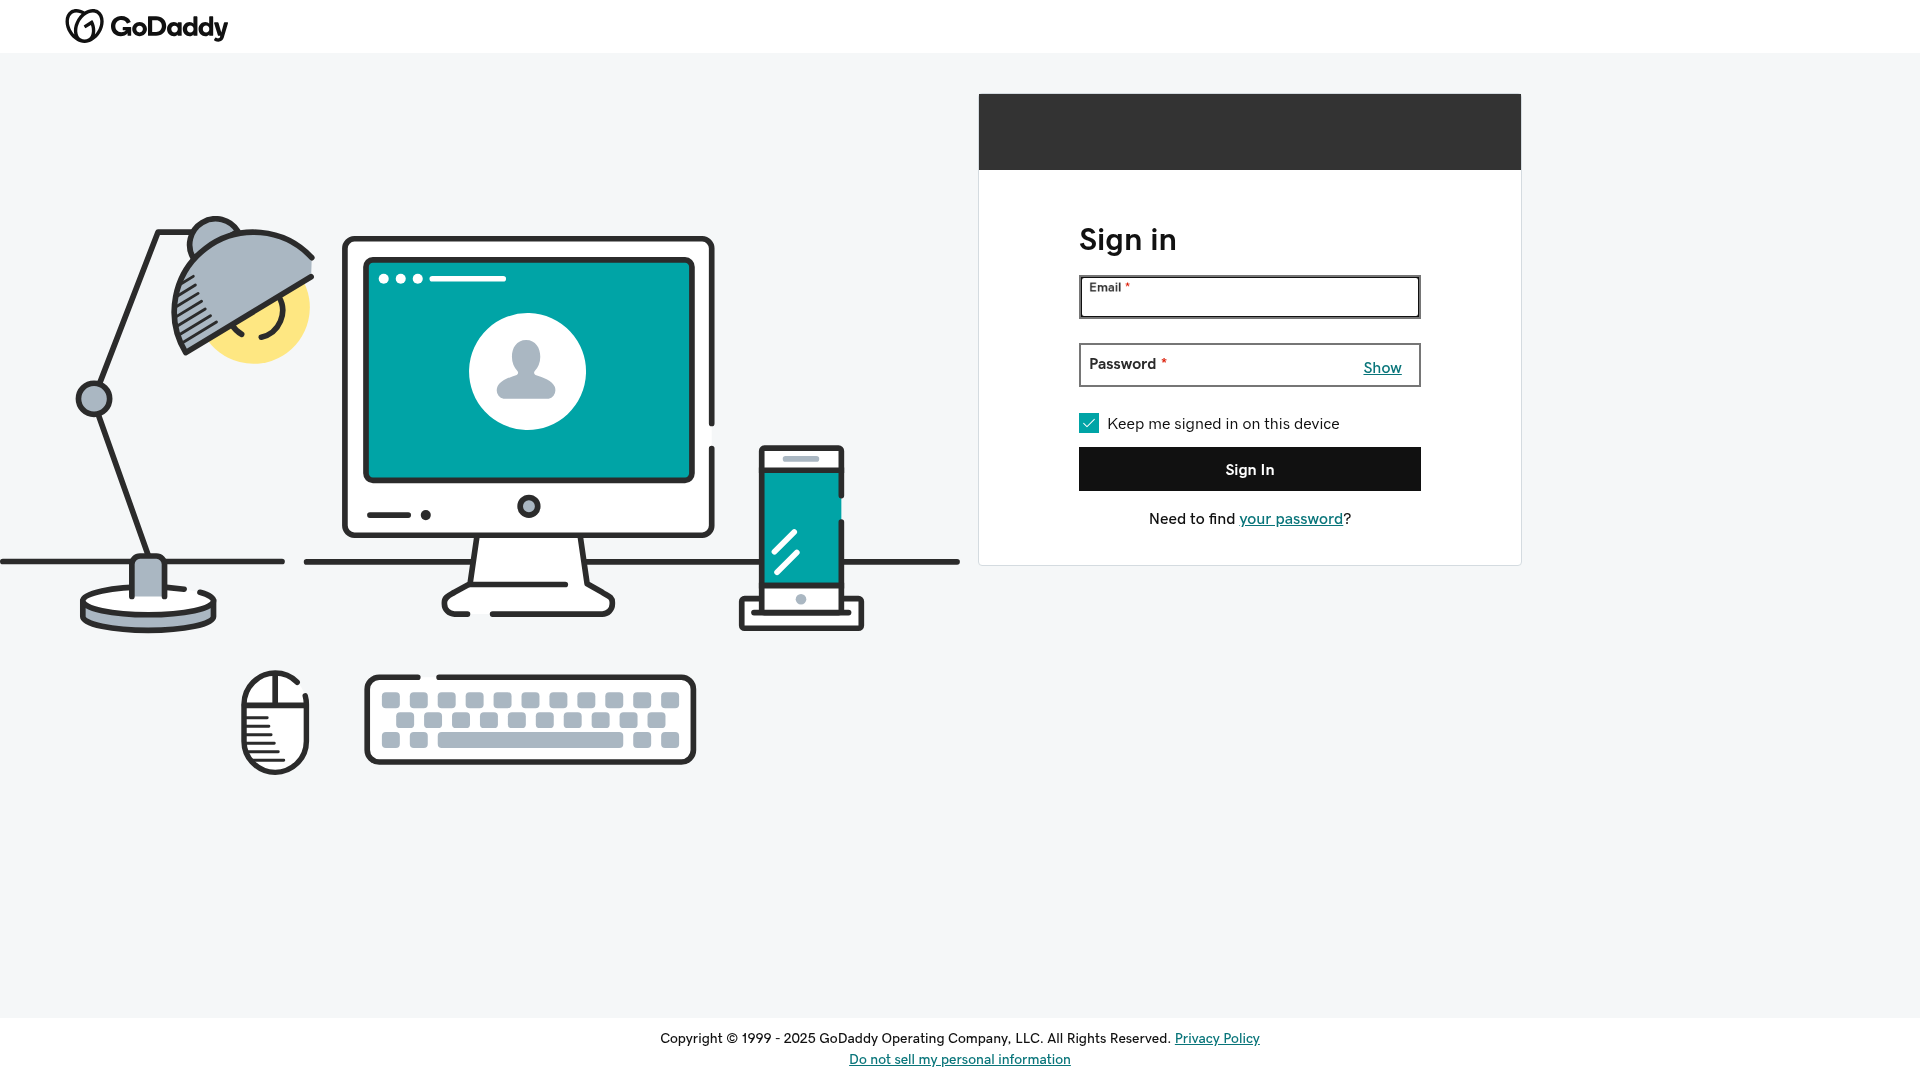 GoDaddy
Sign in
Email *
Password *
Show
Keep me signed in on this device
Sign In
Need to find your password?
Copyright © 1999 - 2025 GoDaddy Operating Company, LLC. All Rights Reserved. Privacy Policy
Do not sell my personal information